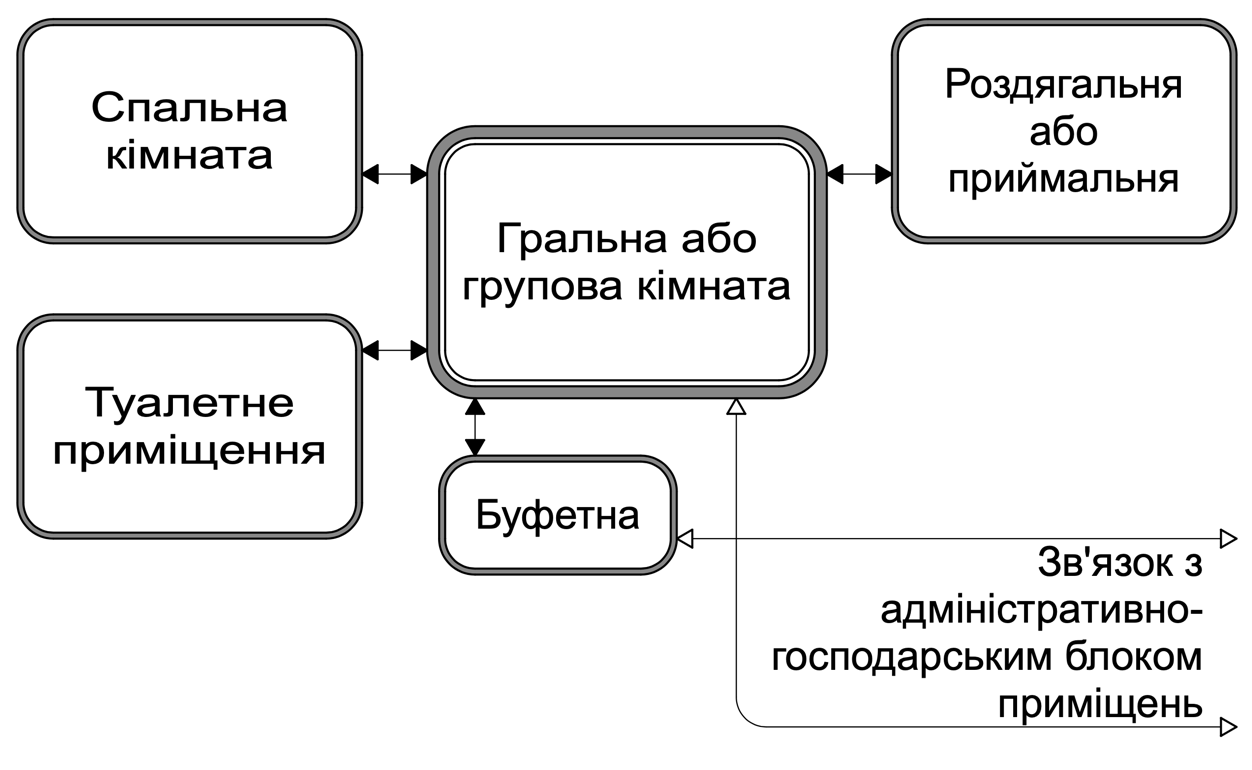 Спальна
кімната
Роздягальня
або
приймальня
Гральна або
групова кімната
Туалетне
приміщення
Буфетна
Зв'язок з
адміністративно-
господарським блоком
приміщень